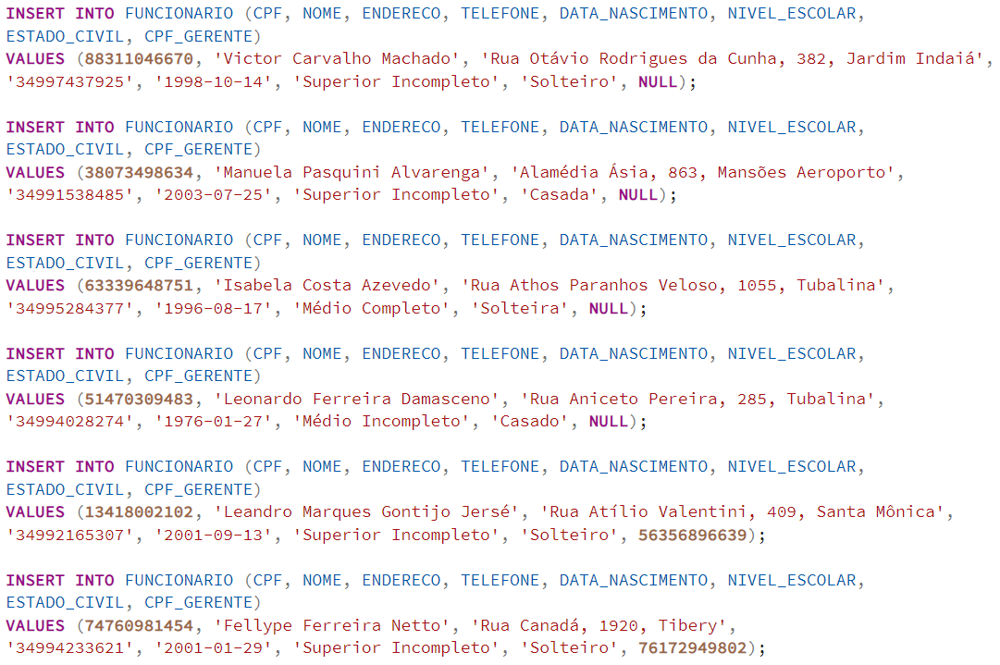 INSERT INTO FUNCIONARIO (CPF, NOME, ENDERECO, TELEFONE, DATA_NASCIMENTO, NIVEL_ESCOLAR,
ESTADO_CIVIL, CPF_GERENTE)
VALUES (88311046670, 'Victor Carvalho Machado', 'Rua Otávio Rodrigues da Cunha, 382, Jardim Indaiá',
'34997437925', '1998-10-14', 'Superior Incompleto', 'Solteiro', NULL);
INSERT INTO FUNCIONARIO (CPF, NOME, ENDERECO, TELEFONE, DATA_NASCIMENTO, NIVEL_ESCOLAR,
ESTADO_CIVIL, CPF_GERENTE)
VALUES (38073498634, 'Manuela Pasquini Alvarenga', 'Alamédia Ásia, 863, Mansões Aeroporto',
'34991538485', '2003-07-25', 'Superior Incompleto', 'Casada', NULL);
INSERT INTO FUNCIONARIO (CPF, NOME, ENDERECO, TELEFONE, DATA_NASCIMENTO, NIVEL_ESCOLAR,
ESTADO_CIVIL, CPF_GERENTE)
VALUES (63339648751, 'Isabela Costa Azevedo', 'Rua Athos Paranhos Veloso, 1055, Tubalina',
'34995284377', '1996-08-17', 'Médio Completo', 'Solteira', NULL);
INSERT INTO FUNCIONARIO (CPF, NOME, ENDERECO, TELEFONE, DATA_NASCIMENTO, NIVEL_ESCOLAR,
ESTADO_CIVIL, CPF_GERENTE)
VALUES (51470309483, 'Leonardo Ferreira Damasceno', 'Rua Aniceto Pereira, 285, Tubalina',
'34994028274', '1976-01-27', 'Médio Incompleto', 'Casado', NULL);
INSERT INTO FUNCIONARIO (CPF, NOME, ENDERECO, TELEFONE, DATA_NASCIMENTO, NIVEL_ESCOLAR,
ESTADO_CIVIL, CPF_GERENTE)
VALUES (13418002102, 'Leandro Marques Gontijo Jersé', 'Rua Atílio Valentini, 409, Santa Mônica',
'34992165307', '2001-09-13', 'Superior Incompleto', 'Solteiro', 56356896639);
INSERT INTO FUNCIONARIO (CPF, NOME, ENDERECO, TELEFONE, DATA_NASCIMENTO, NIVEL_ESCOLAR,
ESTADO_CIVIL, CPF_GERENTE)
VALUES (74760981454, 'Fellype Ferreira Netto', 'Rua Canadá, 1920, Tibery',
'34994233621', '2001-01-29', 'Superior Incompleto', 'Solteiro', 76172949802);